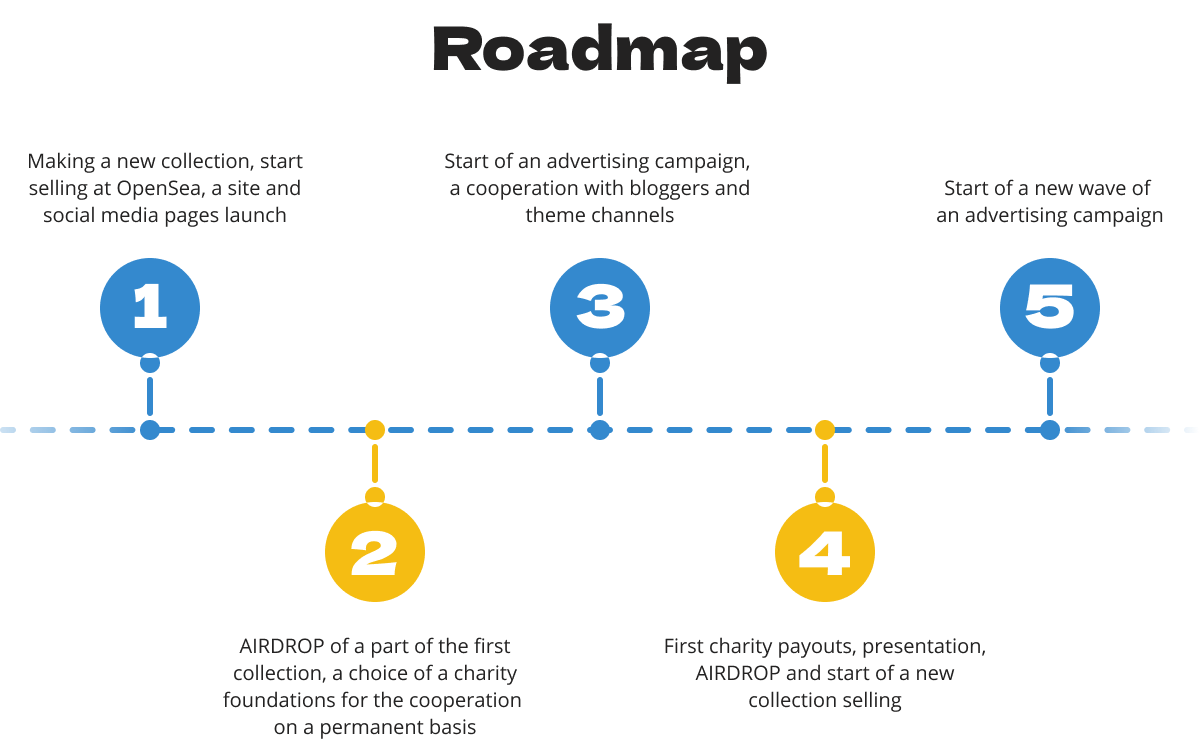 Roadmap
Making a new collection, start
selling at OpenSea, a site and
social media pages launch
1
AIRDROP of a part of the first
collection, a choice of a charity
foundations for the cooperation
on a permanent basis
2
Start of an advertising campaign,
a cooperation with bloggers and
theme channels
3
First charity payouts, presentation,
AIRDROP and start of a new
collection selling
4
Start of a new wave of
an advertising campaign
5